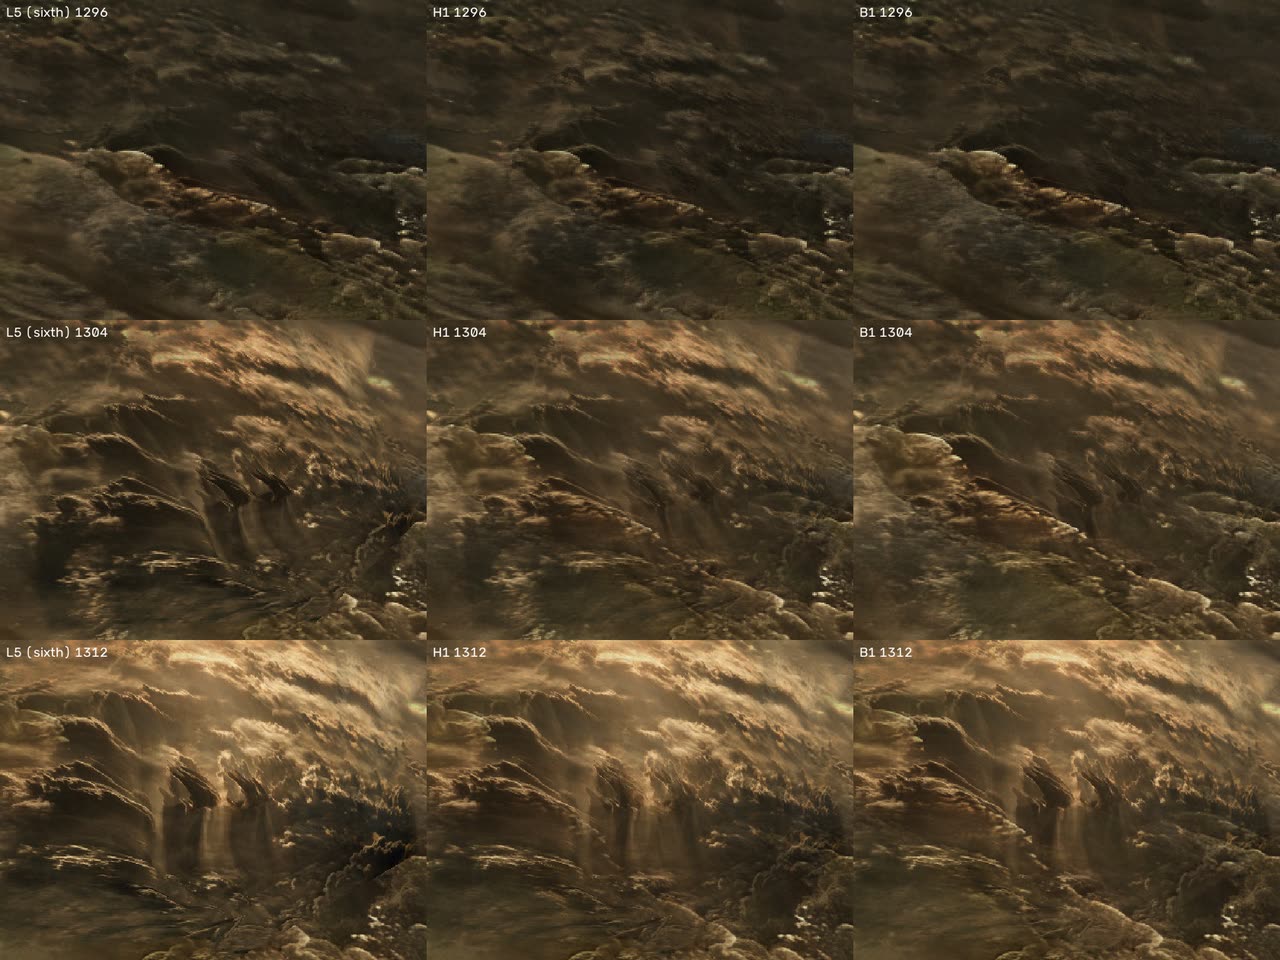 L5 (sixth) 1296
H1 1296
B1 1296
L5 (sixth) 1304
H1 1304
B1 1304
L5 (sixth) 1312
H1 1312
B1 1312